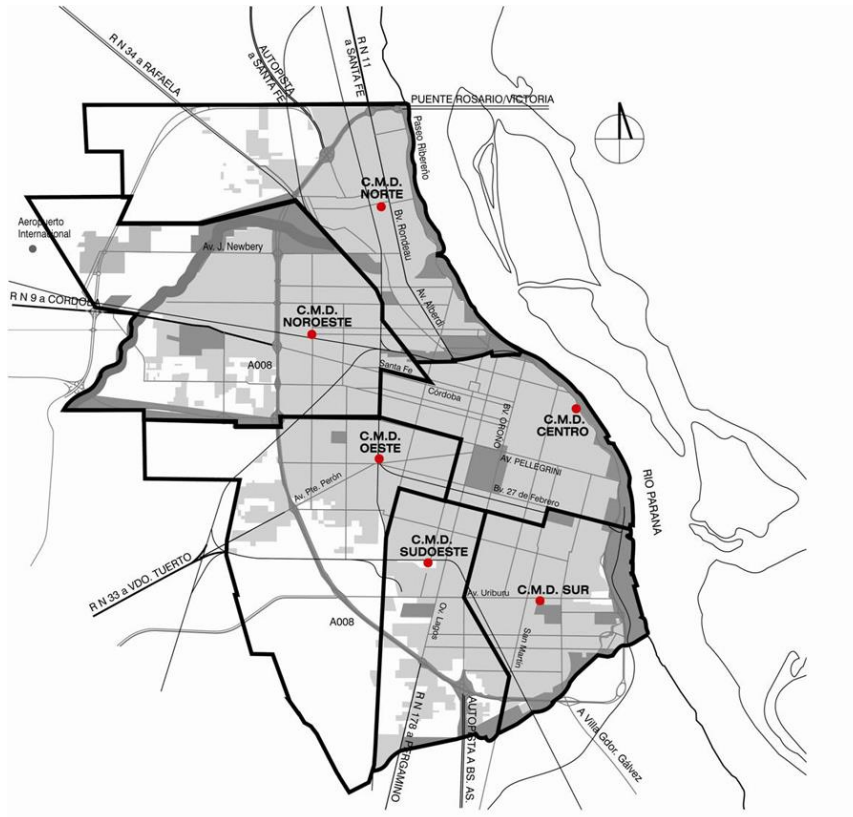 R N 34 a RAFAELA
AUTOPISTA
a SANTA FE
R N 11
a SANTA FE
PUENTE ROSARIO/VICTORIA
Paseo Ribereño
C.M.D.
NORTE
Bv. Rondeau
Aeropuerto
Internacional
Av. J. Newbery
R N 9 a CORDOBA
C.M.D.
NOROESTE
Av. Alberdi
A008
Santa Fe
Córdoba
BV. OROÑO
C.M.D.
CENTRO
C.M.D.
OESTE
AV. PELLEGRINI
Bv. 27 de Febrero
RIO PARANA
Av. Pte. Perón
C.M.D.
SUDOESTE
R N 33 a VDO. TUERTO
Av. Uriburu
C.M.D. SUR
A008
Ov. Lagos
San Martín
R N 178 a PERGAMINO
AUTOPISTA A BS. AS.
A Villa Gdor. Gálvez